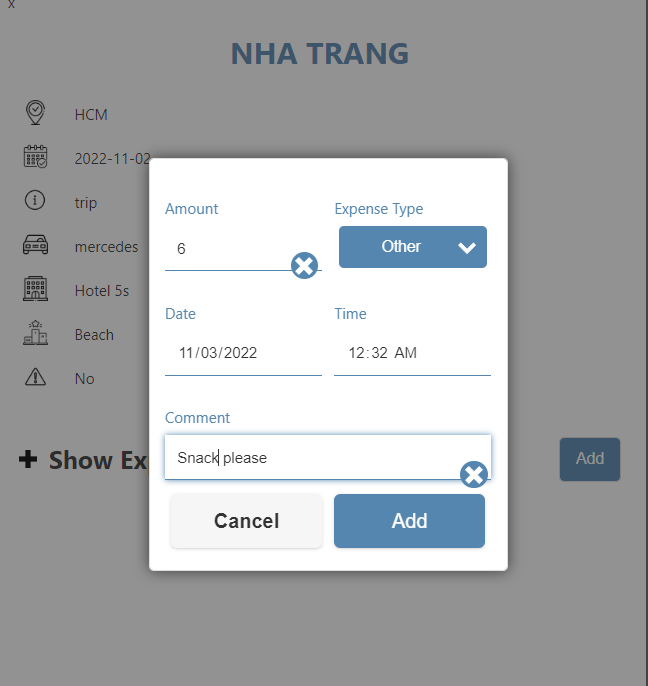 x
NHA TRANG
HCM
2022-11-02
trip
mercedes
Hotel 5s
Beach
No
Show Ex
Add
Amount
Expense Type
6
Other
Date
Time
11/03/2022
12:32 AM
Comment
Snack please
Cancel
Add